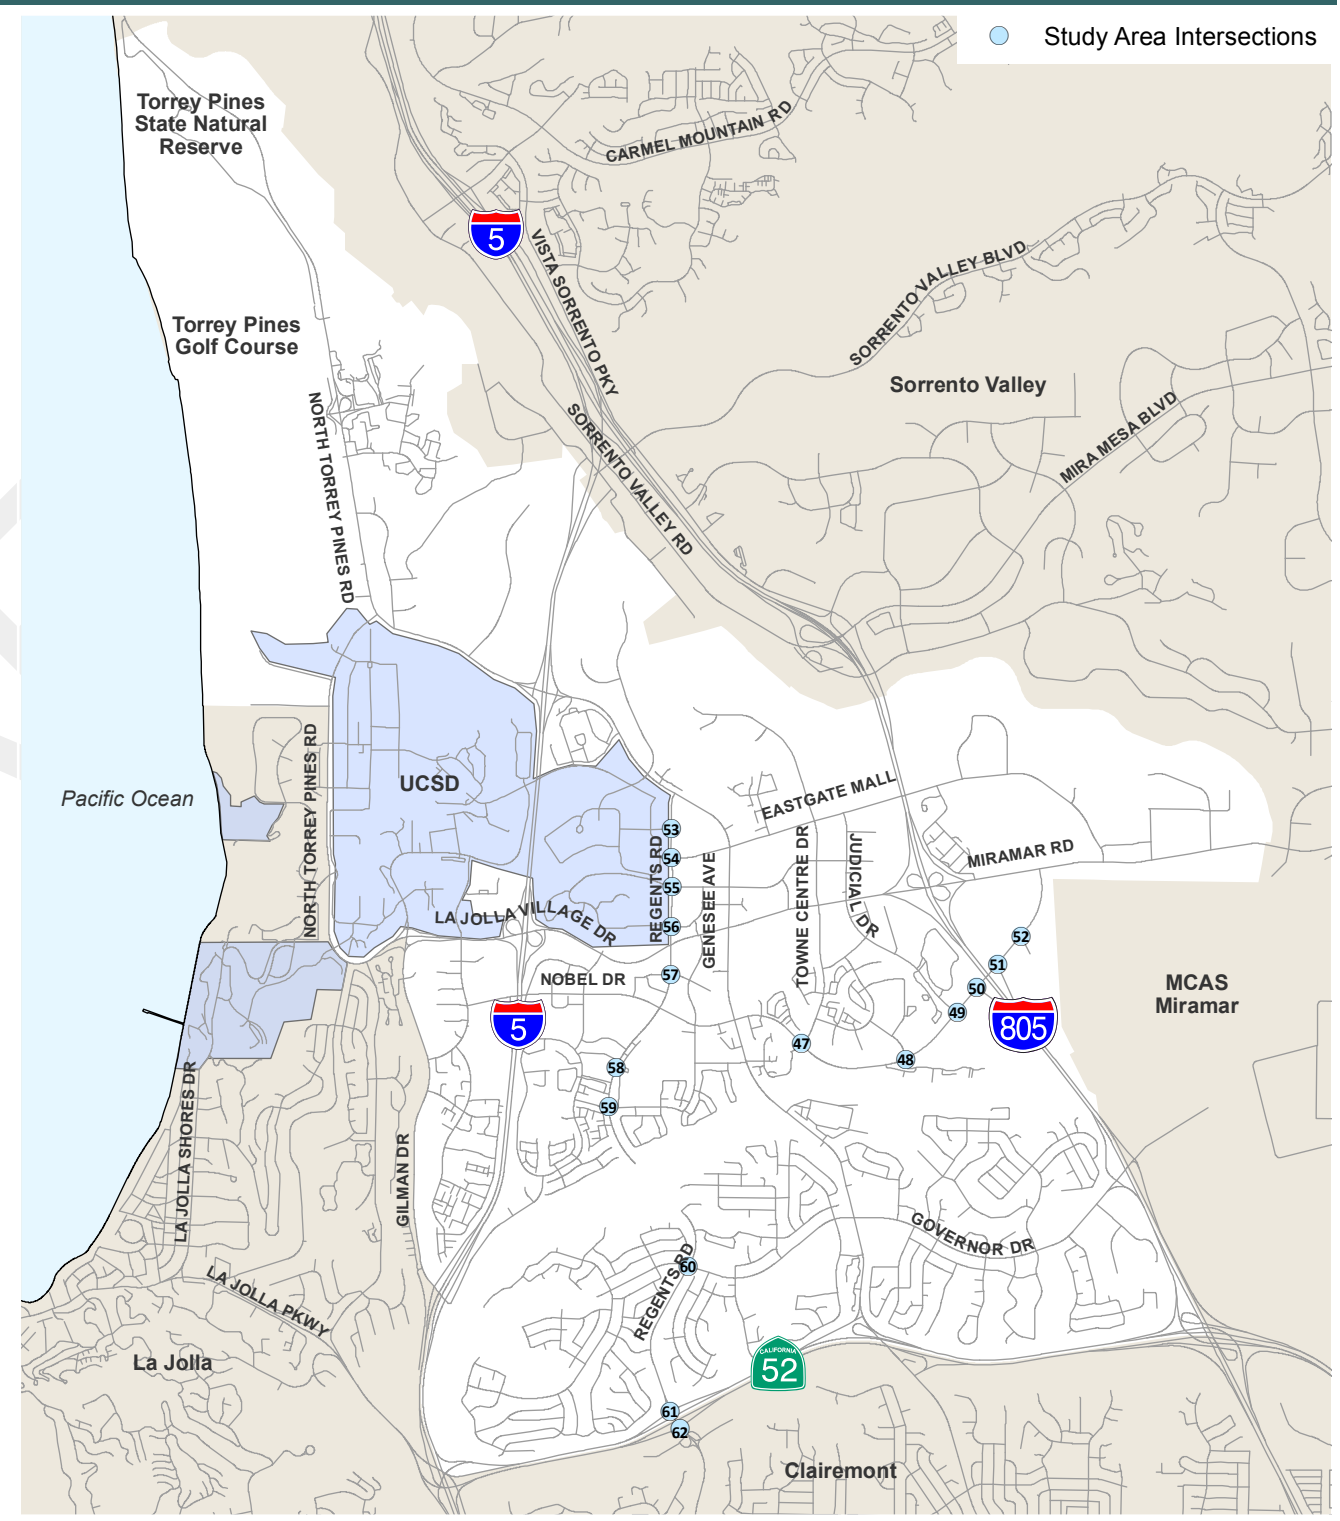 Study Area Intersections
Torrey Pines
State Natural
Reserve
CARMEL MOUNTAIN RD
5
VISTA SORRENTO PKY
SORRENTO VALLEY BLVD
Torrey Pines
Golf Course
Sorrento Valley
NORTH TORREY PINES RD
SORRENTO VALLEY RD
MIRA MESA BLVD
UCSD
Pacific Ocean
NORTH TORREY PINES RD
EASTGATE MALL
53
54
55
56
57
REGENTS RD
GENESEE AVE
TOWNE CENTRE DR
JUDICIAL DR
MIRAMAR RD
LA JOLLA VILLAGE DR
NOBEL DR
52
51
50
49
MCAS
Miramar
5
805
47
48
58
59
LA JOLLA SHORES DR
GILMAN DR
GOVERNOR DR
REGENTS RD
60
LA JOLLA PKWY
La Jolla
CALIFORNIA
52
61
62
Clairemont